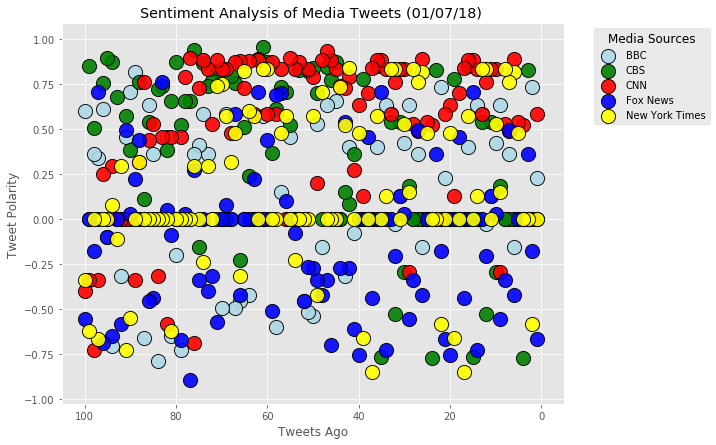 Sentiment Analysis of Media Tweets (01/07/18)
Media Sources
BBC
CBS
CNN
Fox News
New York Times
Tweet Polarity
1.00
0.75
0.50
0.25
0.00
−0.25
−0.50
−0.75
−1.00
100 80 60 40 20 0
Tweets Ago